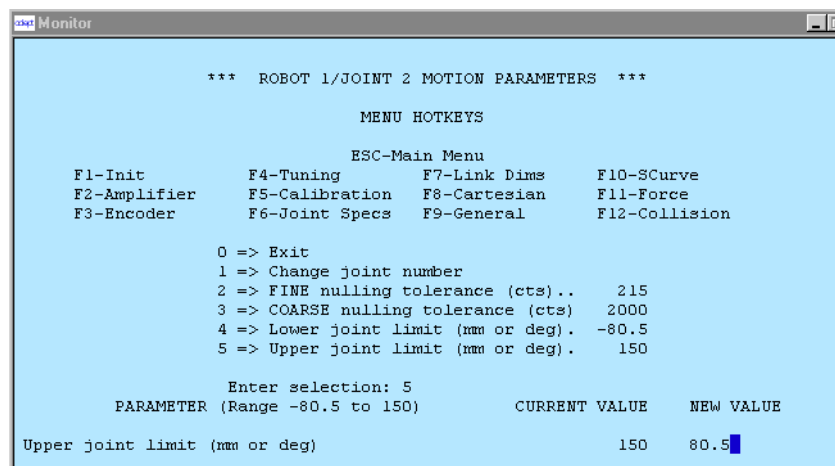 adept Monitor
*** ROBOT 1/JOINT 2 MOTION PARAMETERS ***
MENU HOTKEYS
ESC-Main Menu
F1-Init F4-Tuning F7-Link Dims F10-SCurve
F2-Amplifier F5-Calibration F8-Cartesian F11-Force
F3-Encoder F6-Joint Specs F9-General F12-Collision
0 => Exit
1 => Change joint number
2 => FINE nulling tolerance (cts).. 215
3 => COARSE nulling tolerance (cts) 2000
4 => Lower joint limit (mm or deg). -80.5
5 => Upper joint limit (mm or deg). 150
Enter selection: 5
PARAMETER (Range -80.5 to 150) CURRENT VALUE NEW VALUE
Upper joint limit (mm or deg) 150 80.5